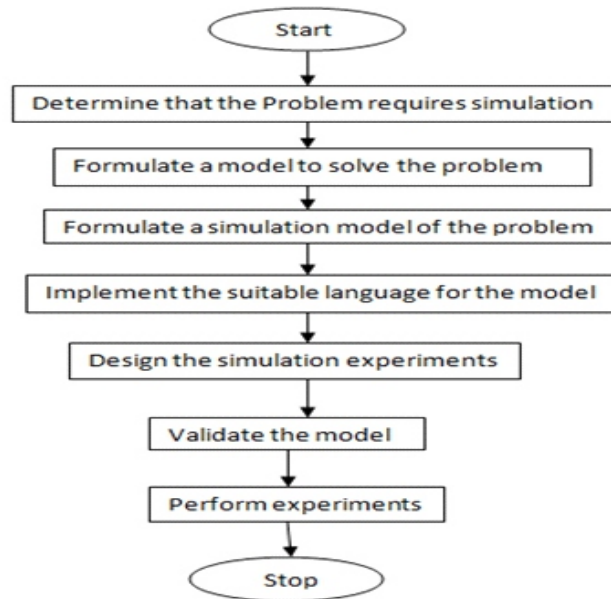 Start
Determine that the Problem requires simulation
Formulate a model to solve the problem
Formulate a simulation model of the problem
Implement the suitable language for the model
Design the simulation experiments
Validate the model
Perform experiments
Stop